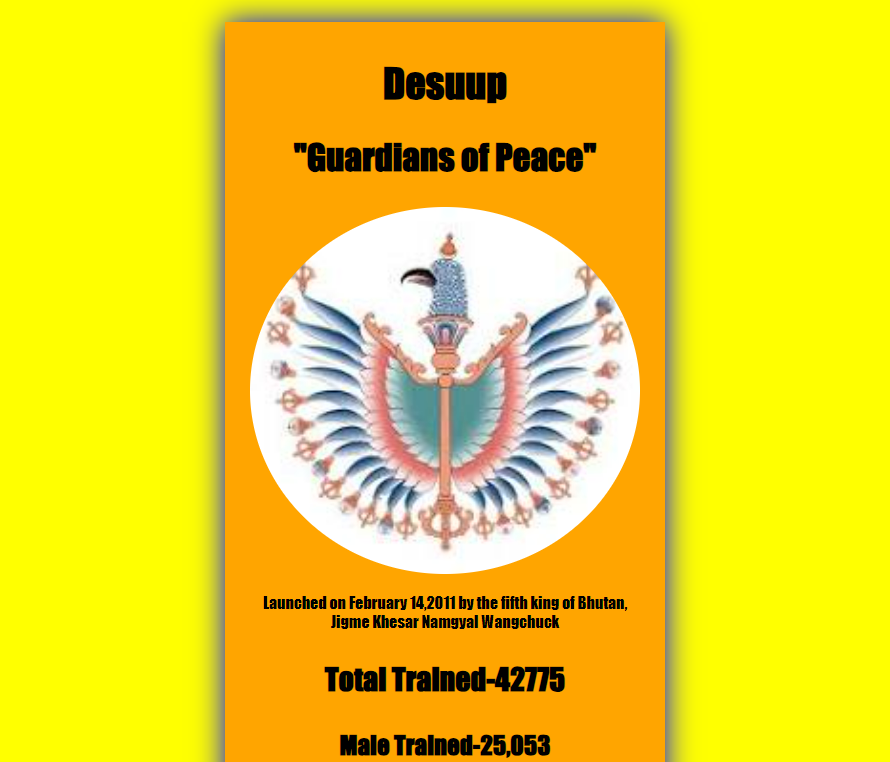 Desuup
"Guardians of Peace"
Launched on February 14,2011 by the fifth king of Bhutan,
Jigme Khesar Namgyal Wangchuck
Total Trained-42775
Male Trained-25,053